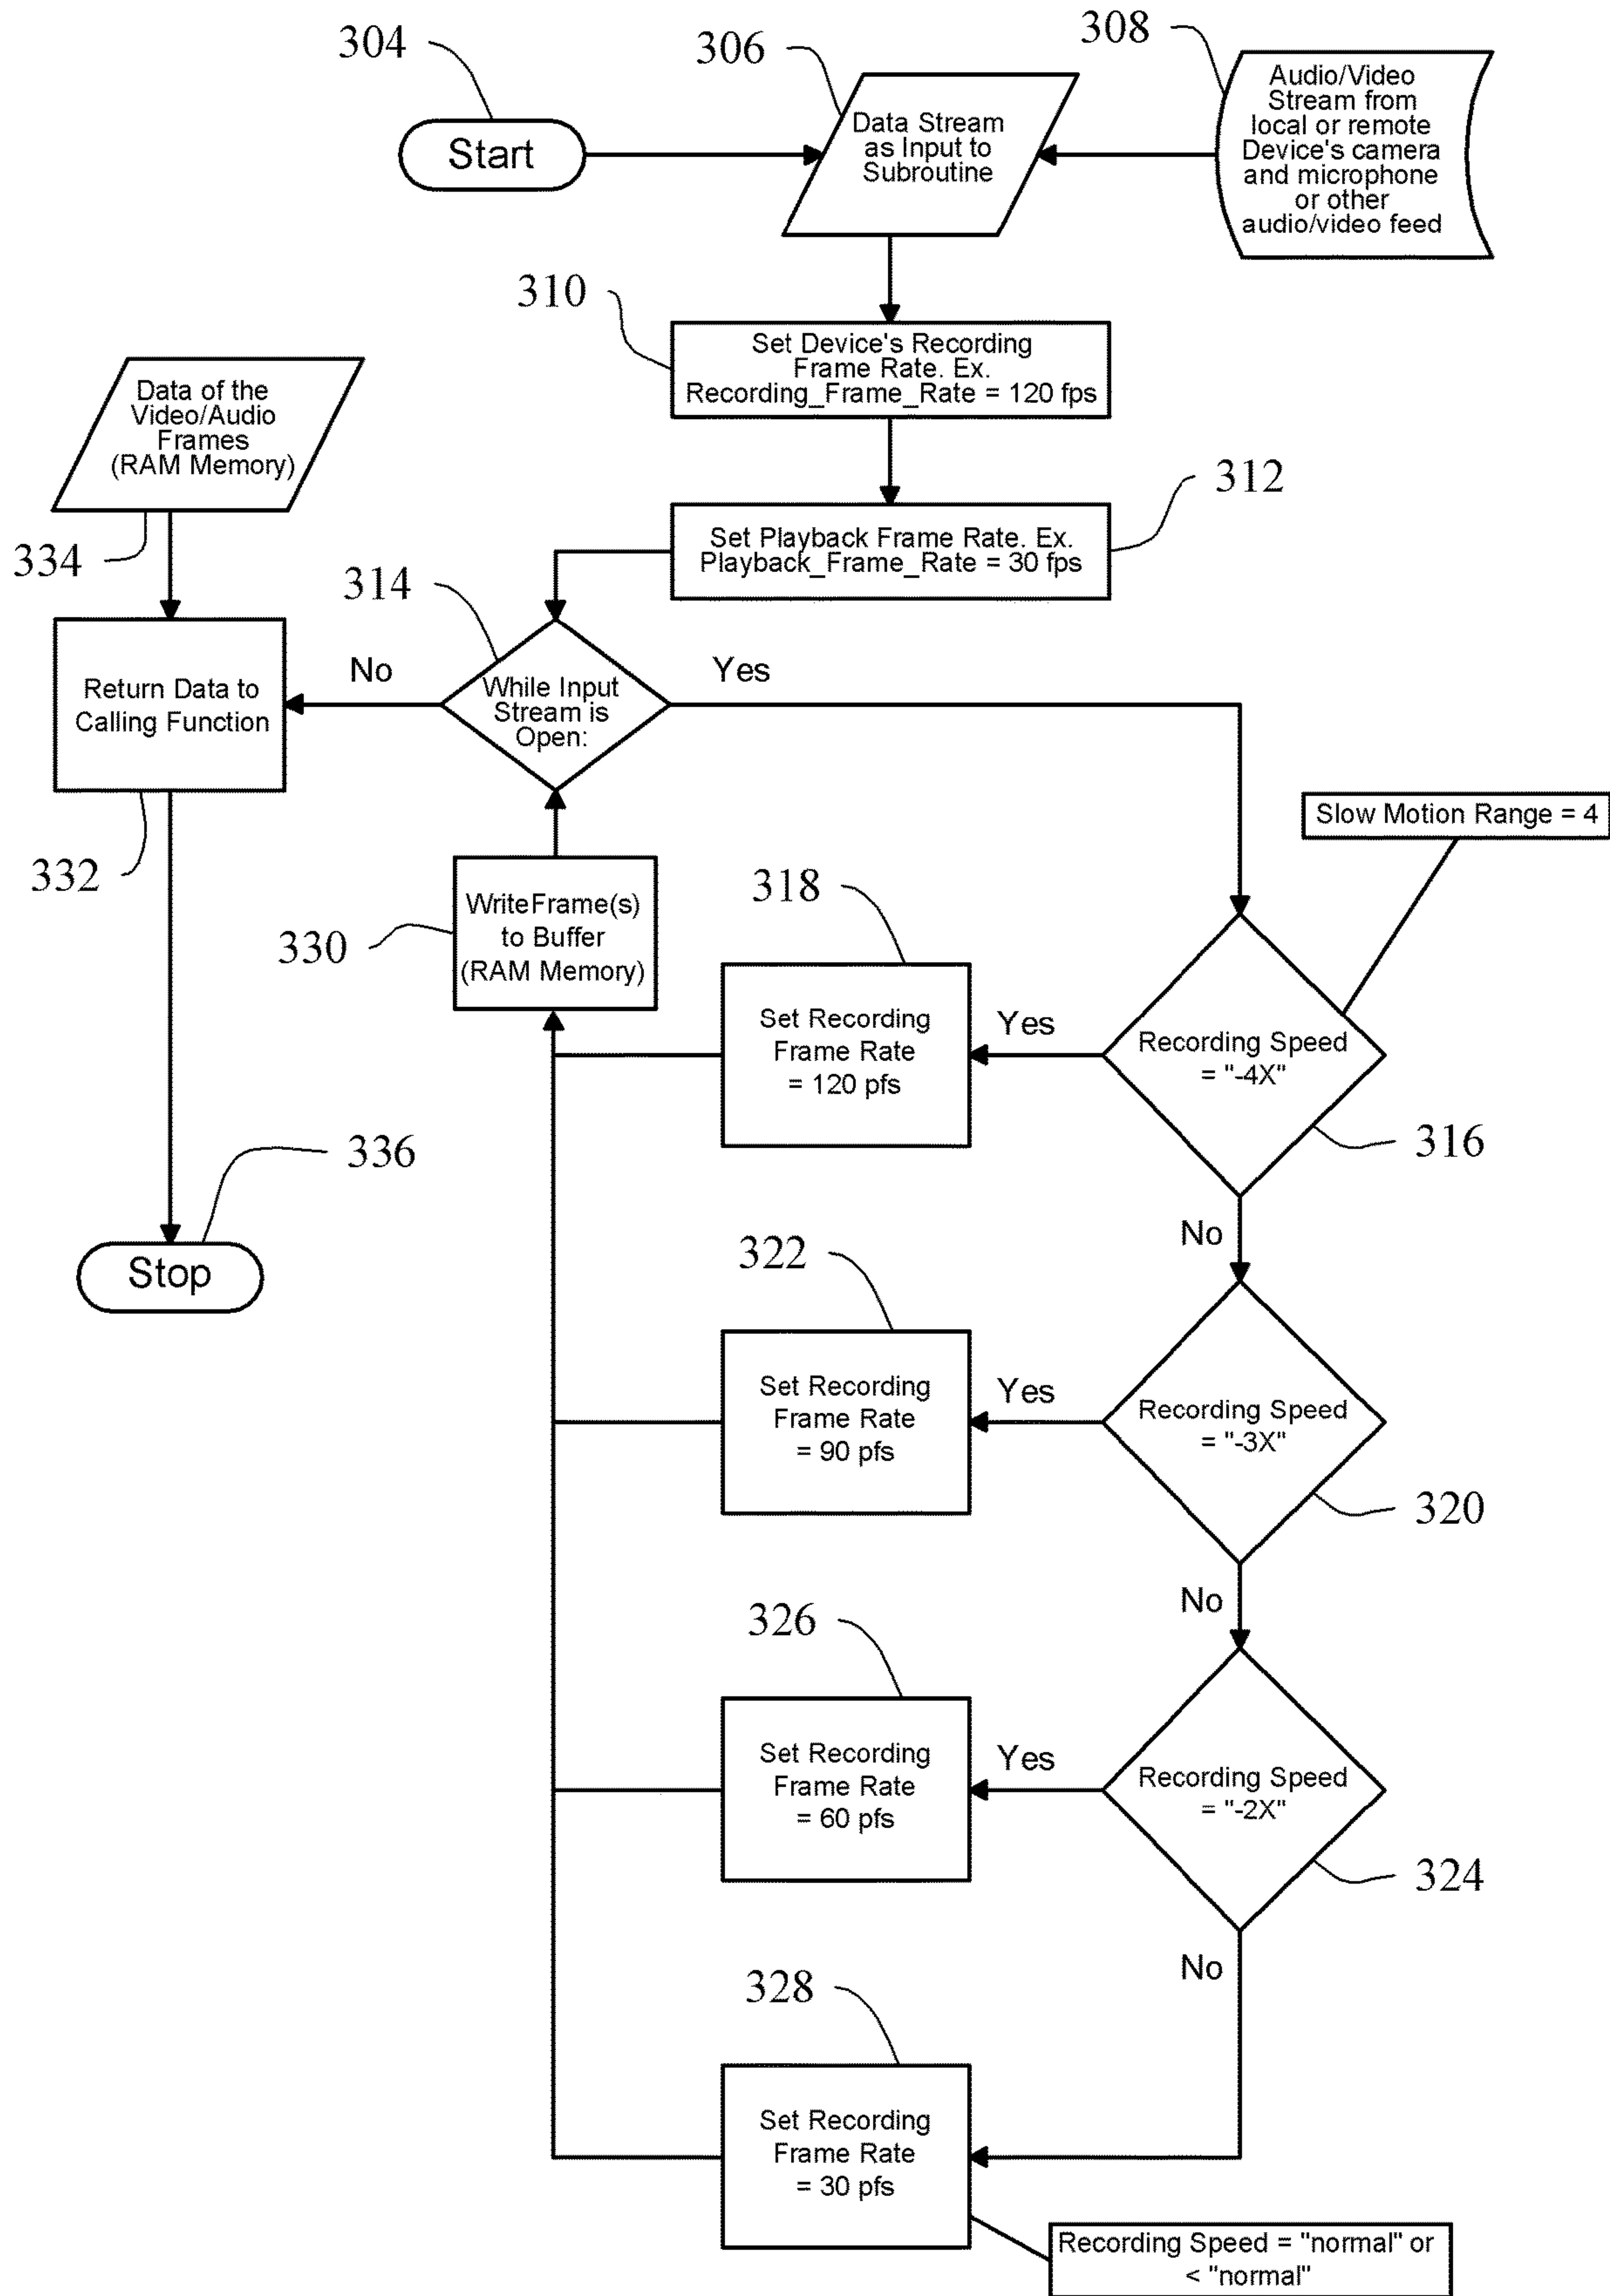 304
306
308
Start
Data Stream
as Input to
Subroutine
Audio/Video
Stream from
local or remote
Device's camera
and microphone
or other
audio/video feed
310
Set Device's Recording
Frame Rate. Ex.
Recording_Frame_Rate = 120 fps
Data of the
Video/Audio
Frames
(RAM Memory)
334
312
Set Playback Frame Rate. Ex.
Playback_Frame_Rate = 30 fps
314
While Input
Stream is
Open:
No
Yes
Return Data to
Calling Function
332
Slow Motion Range = 4
WriteFrame(s)
to Buffer
(RAM Memory)
330
318
Set Recording
Frame Rate
= 120 pfs
Yes
Recording Speed
= "-4X"
316
No
336
Stop
322
Set Recording
Frame Rate
= 90 pfs
Yes
Recording Speed
= "-3X"
320
No
326
Set Recording
Frame Rate
= 60 pfs
Yes
Recording Speed
= "-2X"
324
No
328
Set Recording
Frame Rate
= 30 pfs
Recording Speed = "normal" or
< "normal"